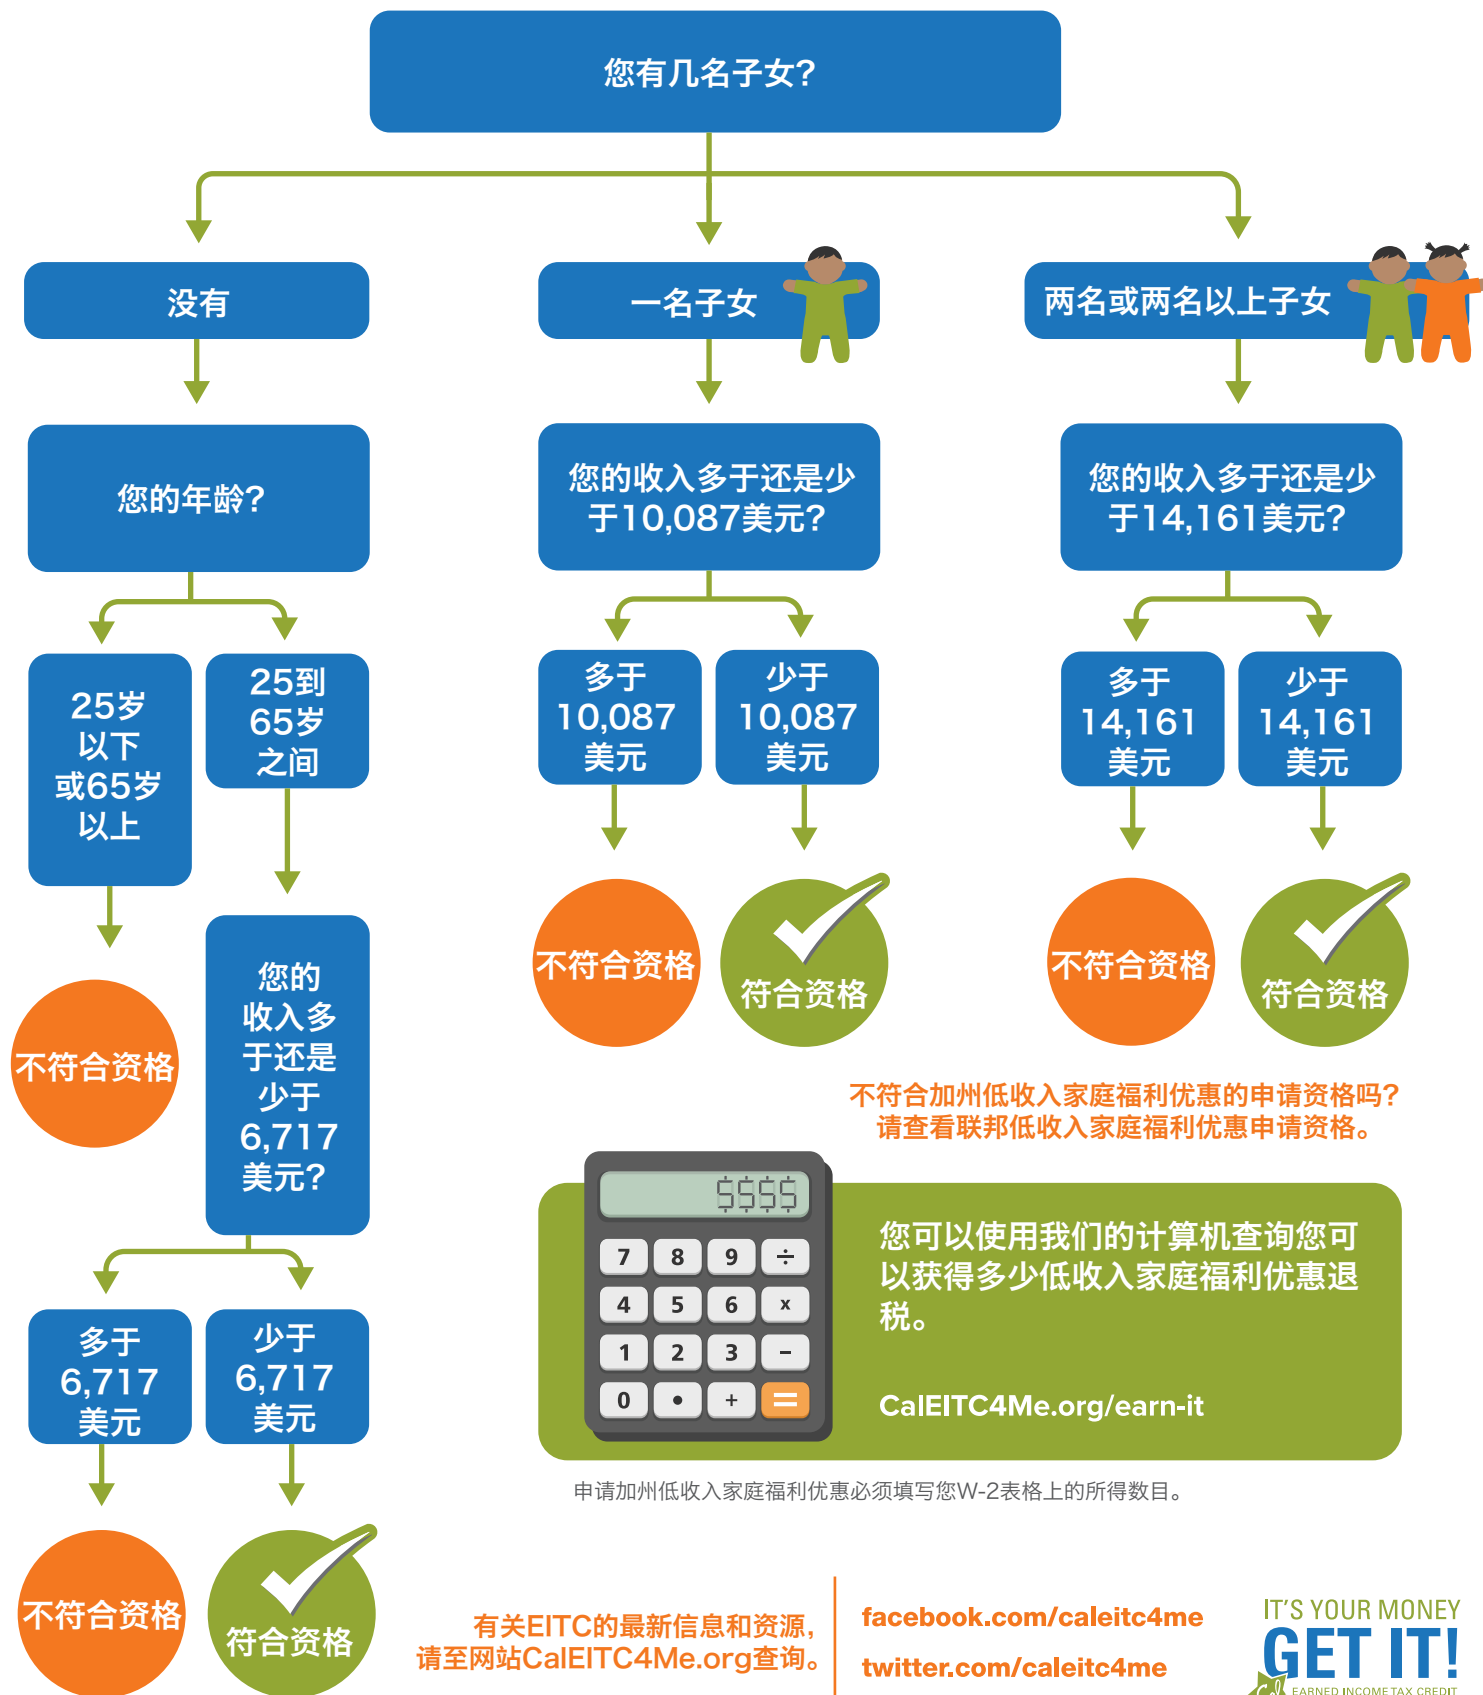 您有几名子女?
没有
一名子女
两名或两名以上子女
您的年龄?
您的收入多于还是少
于10,087美元?
您的收入多于还是少
于14,161美元?
25岁
以下
或65岁
以上
25到
65岁
之间
多于
10,087
美元
少于
10,087
美元
多于
14,161
美元
少于
14,161
美元
不符合资格
您的
收入多
于还是
少于
6,717
美元?
不符合资格
符合资格
不符合资格
符合资格
不符合加州低收入家庭福利优惠的申请资格吗?
请查看联邦低收入家庭福利优惠申请资格。
$$$$
7 8 9 ÷
4 5 6 x
1 2 3 −
0 • + =
您可以使用我们的计算机查询您可
以获得多少低收入家庭福利优惠退
税。
CalEITC4Me.org/earn-it
申请加州低收入家庭福利优惠必须填写您W-2表格上的所得数目。
多于
6,717
美元
少于
6,717
美元
不符合资格
符合资格
有关EITC的最新信息和资源,
请至网站CalEITC4Me.org查询。
facebook.com/caleitc4me
twitter.com/caleitc4me
IT'S YOUR MONEY
GET IT!
Cal
EARNED INCOME TAX CREDIT